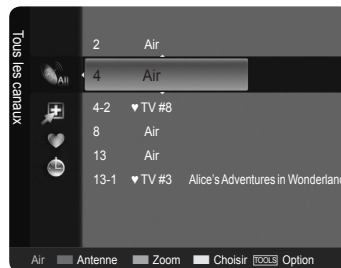 Tous les canaux
2 Air
All
4 Air
4-2 ♥ TV #8
8 Air
13 Air
13-1 ♥ TV #3 Alice's Adventures in Wonderland
Air Antenne Zoom Choisir TOOLS Option